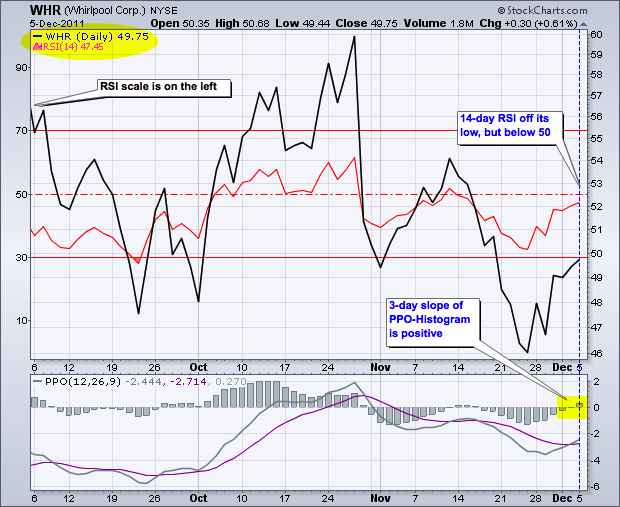 WHR (Whirlpool Corp.) NYSE © StockCharts.com
5-Dec-2011 Open 50.35 High 50.68 Low 49.44 Close 49.75 Volume 1.8M Chg +0.30 (+0.61%)
WHR (Daily) 49.75
RSI(14) 47.45
RSI scale is on the left
14-day RSI off its
low, but below 50
3-day slope of
PPO-Histogram
is positive
90
70
50
30
10
60
59
58
57
56
55
54
53
52
51
50
49
48
47
46
6 12 19 26 Oct 10 17 24 Nov 7 14 21 28 Dec 5
PPO(12,26,9) -2.444, -2.714, 0.270
2
0
-2
-4
-6
6 12 19 26 Oct 10 17 24 Nov 7 14 21 28 Dec 5